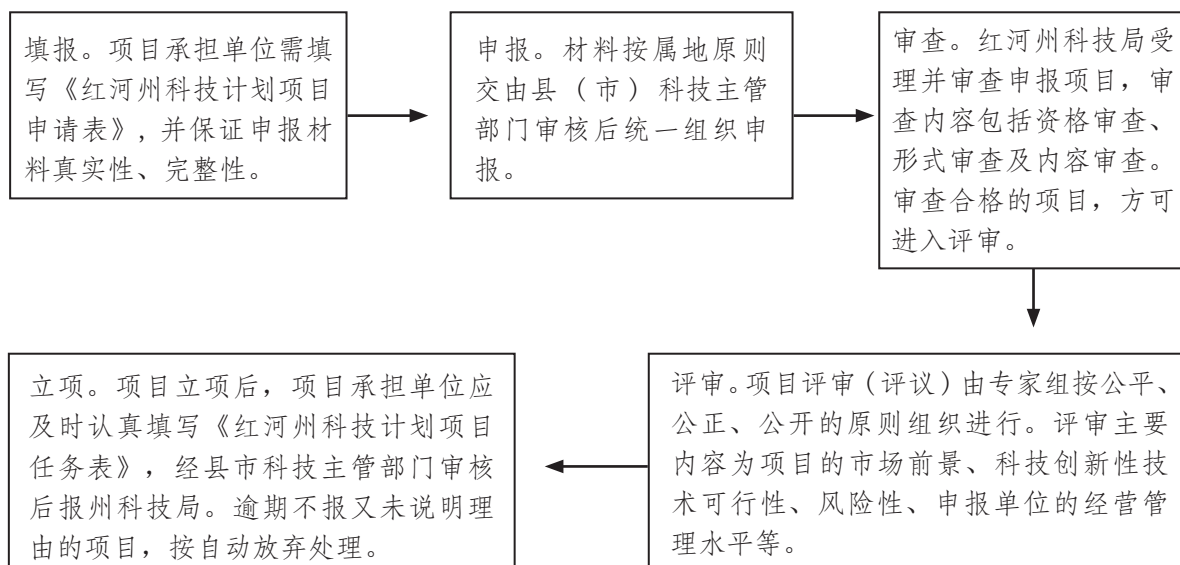 填报。项目承担单位需填
写《红河州科技计划项目
申请表》，并保证申报材
料真实性、完整性。
申报。材料按属地原则
交由县（市）科技主管
部门审核后统一组织申
报。
审查。红河州科技局受
理并审查申报项目，审
查内容包括资格审查、
形式审查及内容审查。
审查合格的项目，方可
进入评审。
评审。项目评审（评议）由专家组按公平、
公正、公开的原则组织进行。评审主要
内容为项目的市场前景、科技创新性技
术可行性、风险性、申报单位的经营管
理水平等。
立项。项目立项后，项目承担单位应
及时认真填写《红河州科技计划项目
任务表》，经县市科技主管部门审核
后报州科技局。逾期不报又未说明理
由的项目，按自动放弃处理。